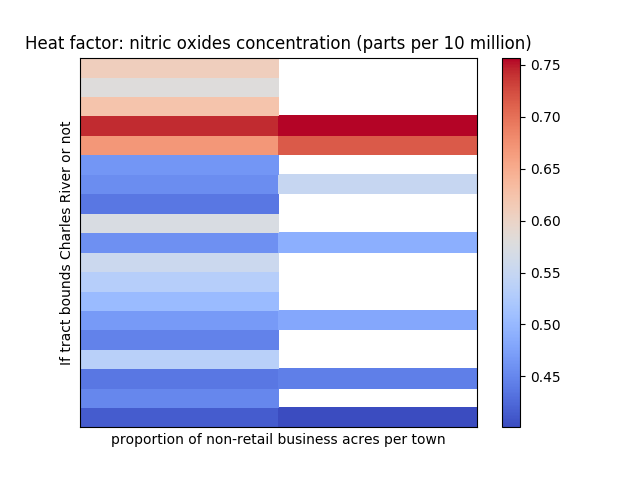 Heat factor: nitric oxides concentration (parts per 10 million)
If tract bounds Charles River or not
proportion of non-retail business acres per town
0.75
0.70
0.65
0.60
0.55
0.50
0.45